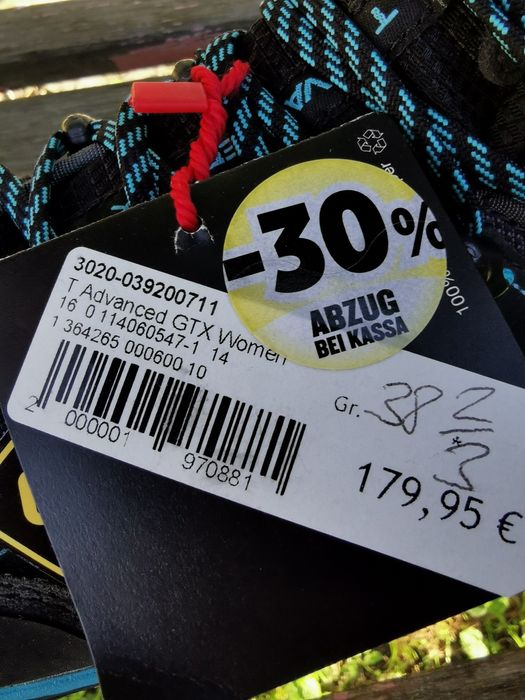 -30%
ABZUG
BEI KASSA
3020-039200711
T Advanced GTX Women
16 0 114060547-1 14
1 364265 000600 10
2 000001 970881
Gr. 38 2/3
*
179,95 €
100%